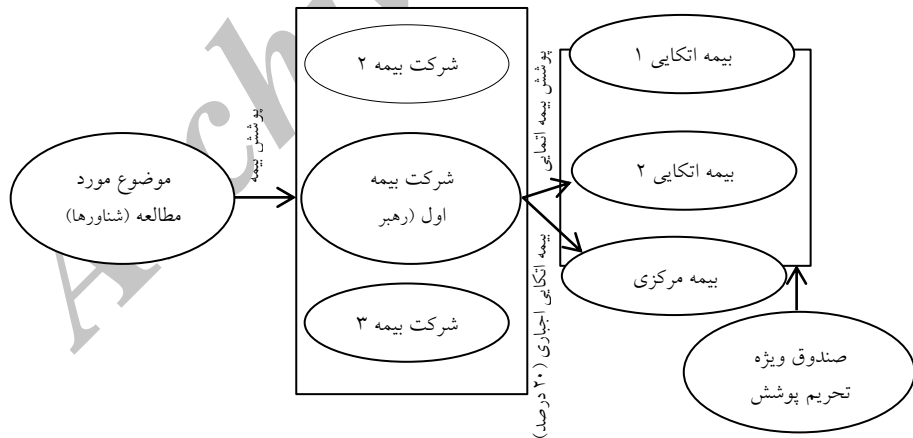 موضوع مورد
مطالعه (شناورها)
پوشش بیمه
شرکت بیمه ۲
شرکت بیمه
اول (رهبر
شرکت بیمه ۳
پوشش بیمه اتکایی
بیمه اتکایی اجباری (۲۰ درصد)
بیمه اتکایی ۱
بیمه اتکایی ۲
بیمه مرکزی
صندوق ویژه
تحریم پوشش